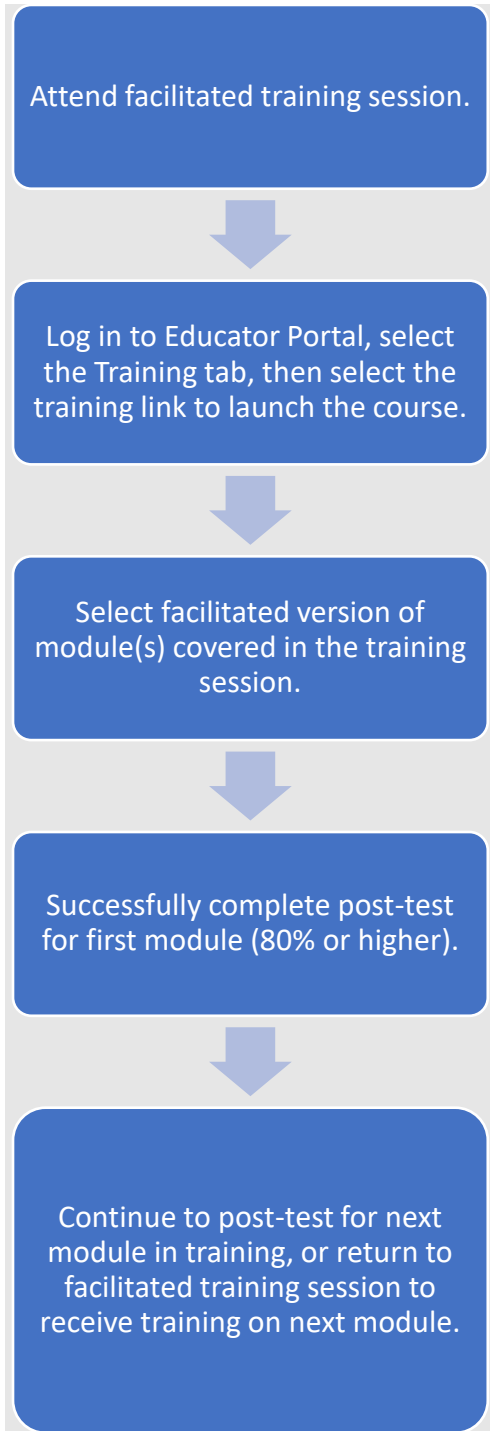 Attend facilitated training session.
Log in to Educator Portal, select
the Training tab, then select the
training link to launch the course.
Select facilitated version of
module(s) covered in the training
session.
Successfully complete post-test
for first module (80% or higher).
Continue to post-test for next
module in training, or return to
facilitated training session to
receive training on next module.